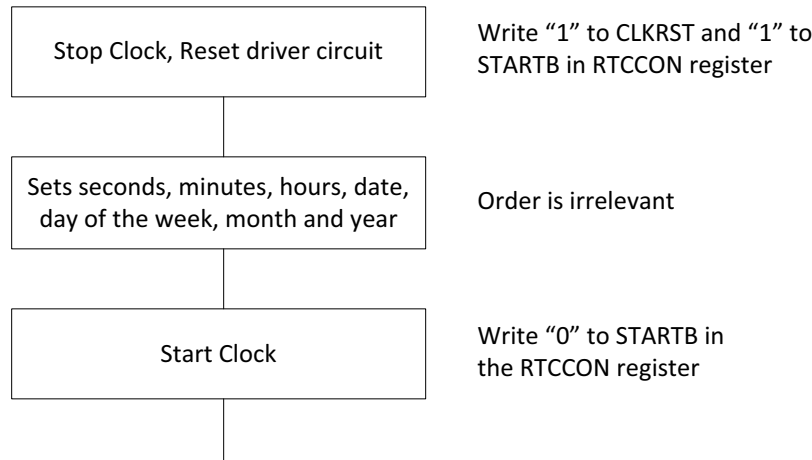 Stop Clock, Reset driver circuit
Write “1” to CLKRST and “1” to
STARTB in RTCCON register
Sets seconds, minutes, hours, date,
day of the week, month and year
Order is irrelevant
Start Clock
Write “0” to STARTB in
the RTCCON register